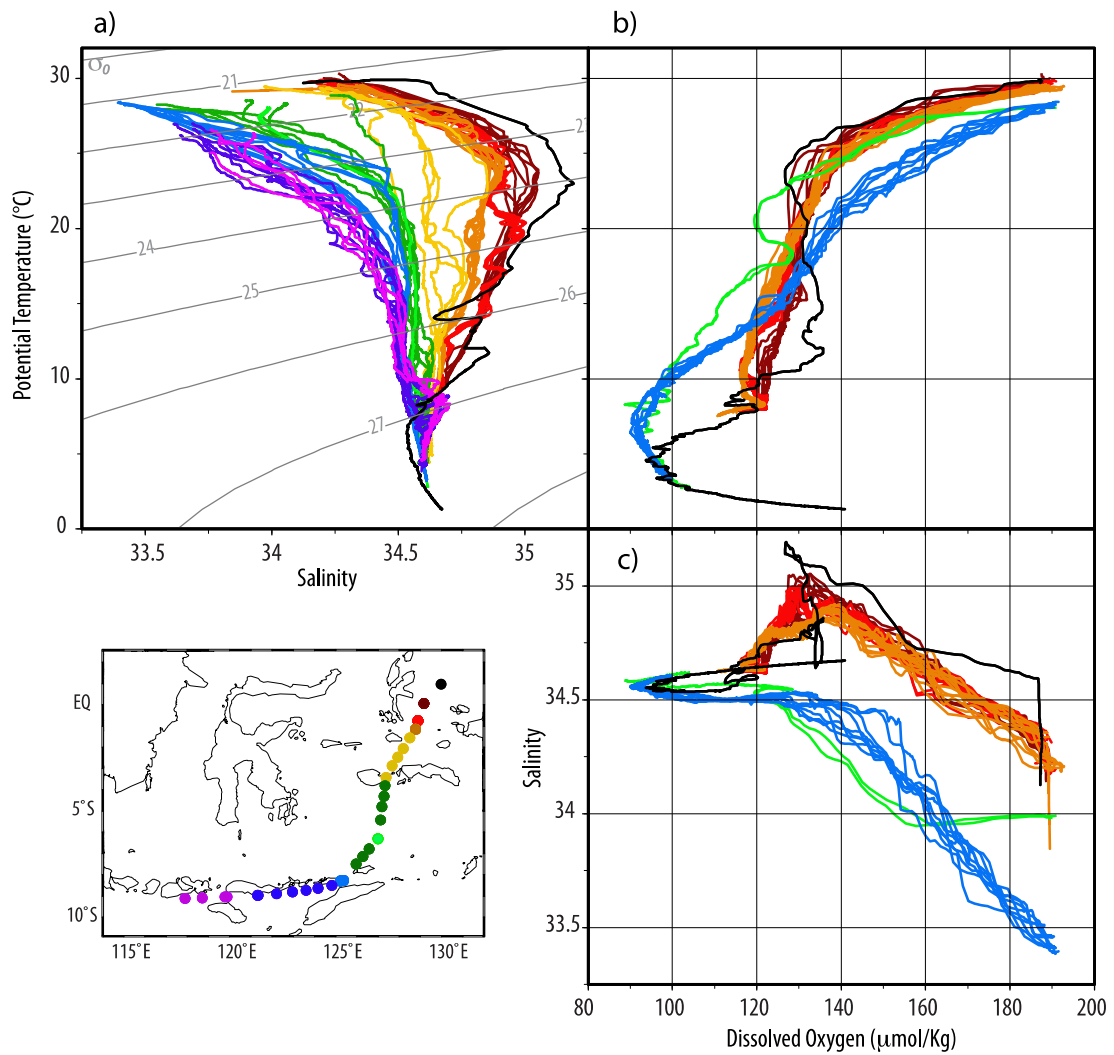 a)
b)
σ0
21
22
23
24
25
26
27
30
20
10
0
Potential Temperature (°C)
33.5
34
34.5
35
Salinity
c)
35
34.5
34
33.5
Salinity
80
100
120
140
160
180
200
Dissolved Oxygen (μmol/Kg)
EQ
5°S
10°S
115°E
120°E
125°E
130°E